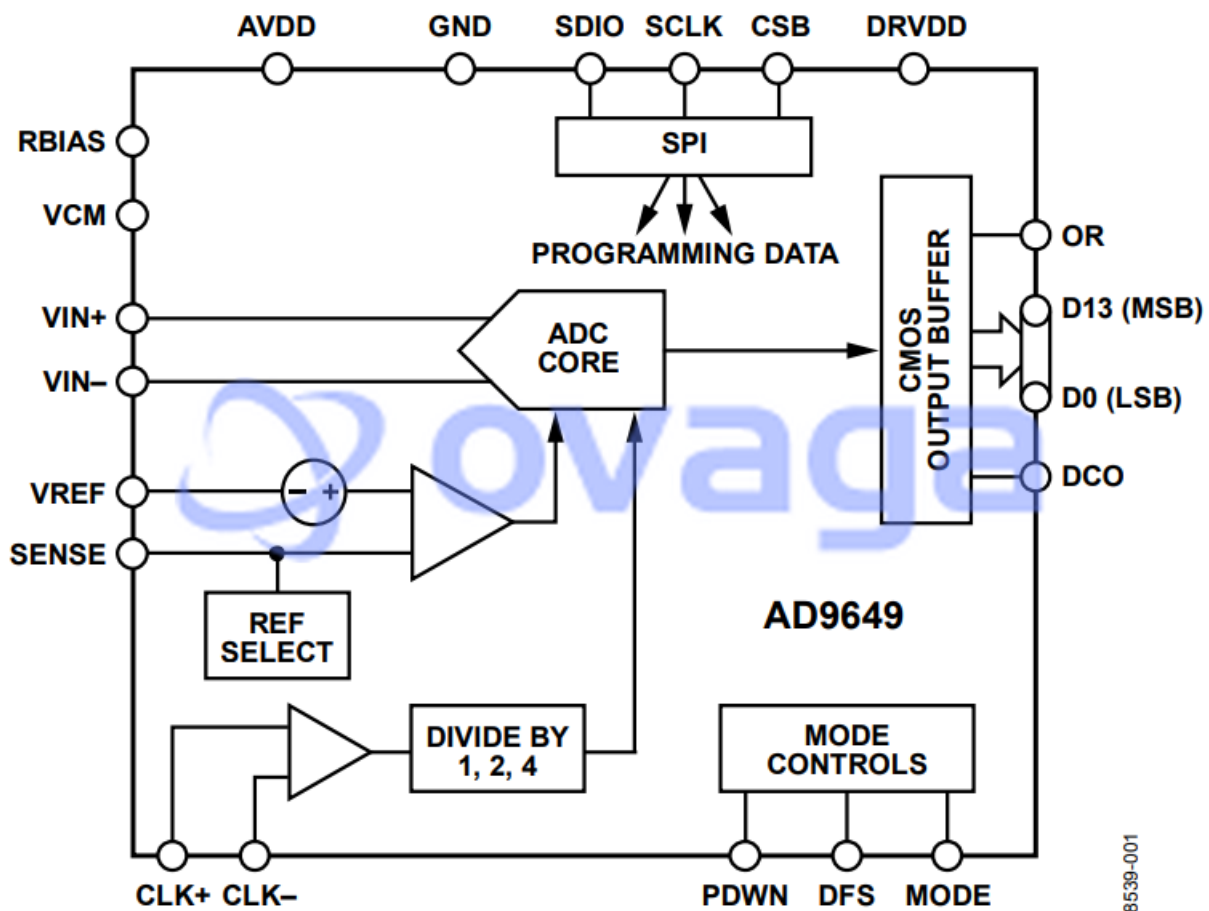 AVDD GND SDIO SCLK CSB DRVDD
RBIAS
SPI
VCM
PROGRAMMING DATA
OR
VIN+
ADC
CORE
CMOS
OUTPUT BUFFER
D13 (MSB)
VIN–
D0 (LSB)
ovaga
VREF
– +
DCO
SENSE
REF
SELECT
AD9649
DIVIDE BY
1, 2, 4
MODE
CONTROLS
CLK+ CLK– PDWN DFS MODE
8539-001